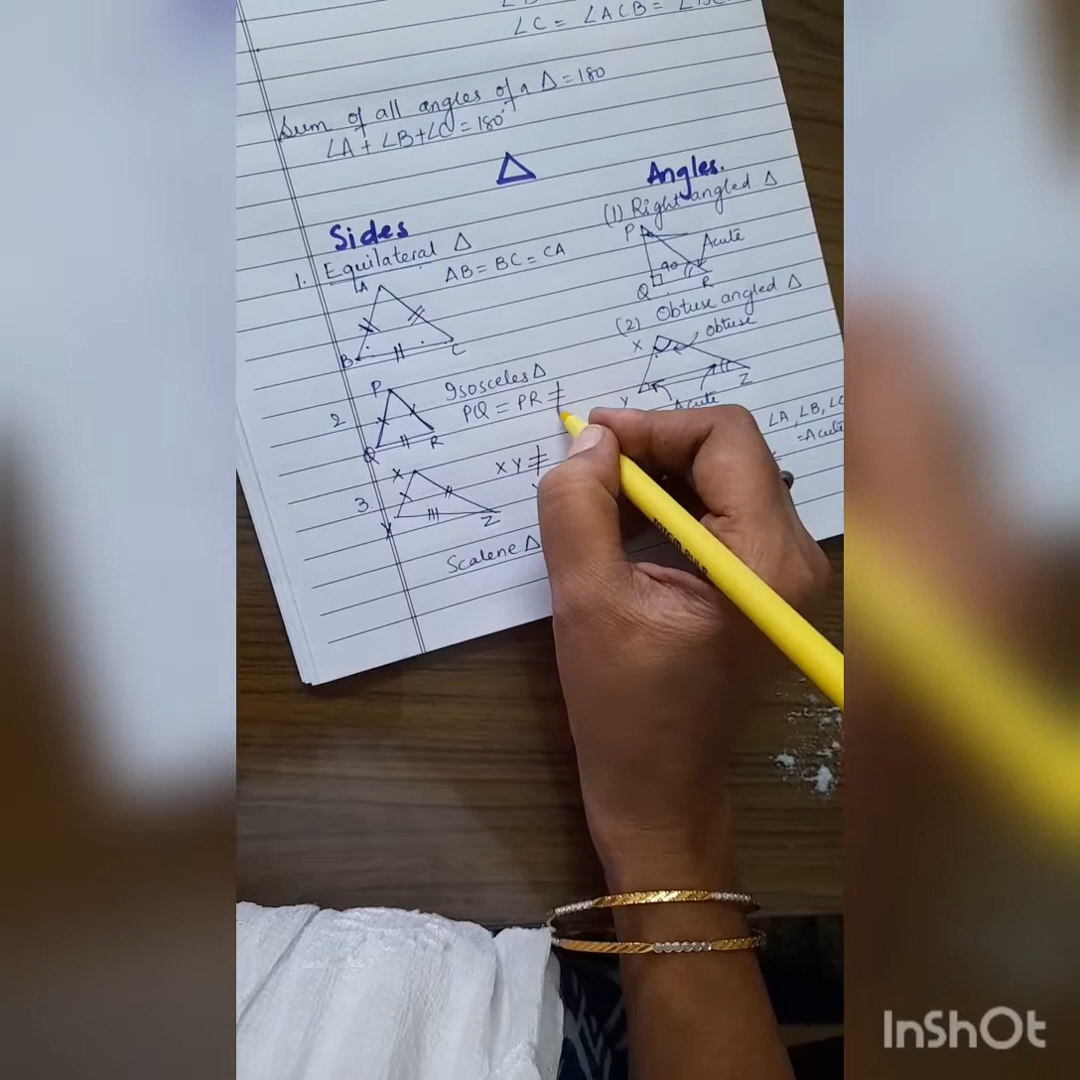 ∠C = ∠ACB =
Sum of all angles of a Δ = 180
∠A + ∠B + ∠C = 180°
Δ
Sides
1. Equilateral Δ
AB = BC = CA
A
B
C
2
Isosceles Δ
PQ = PR ≠
P
Q
R
3.
XY ≠
X
Y
Z
Scalene Δ
Angles.
(1) Right angled Δ
P
Acute
90
Q
R
(2) Obtuse angled Δ
X
obtuse
Y
Z
Acute
∠A, ∠B, ∠C
= Acute
InShOt